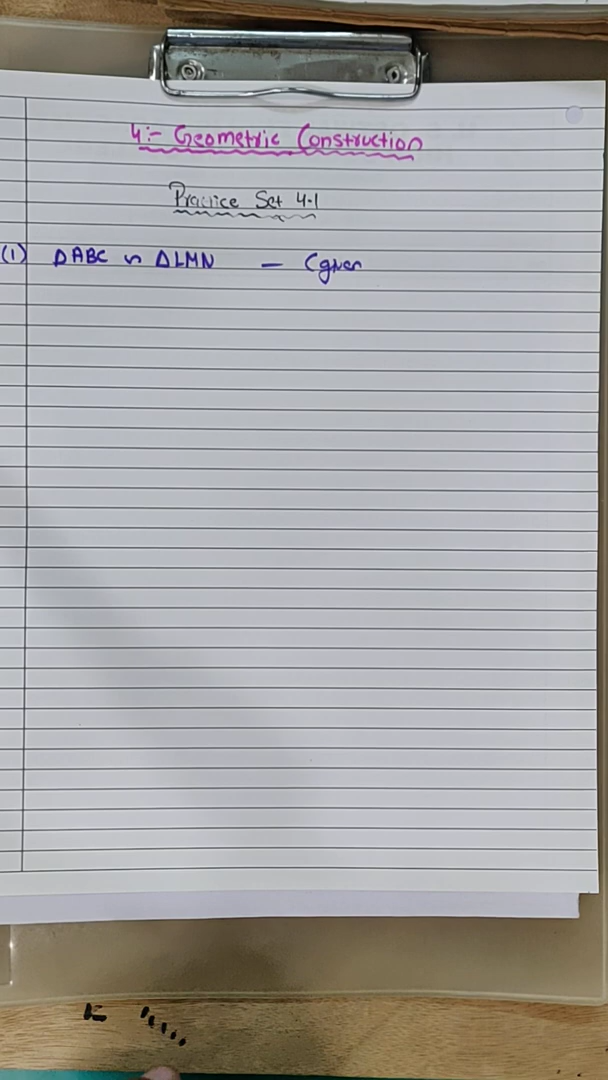 4:- Geometric Construction
Practice Set 4.1
(1) ΔABC ~ ΔLMN — (given